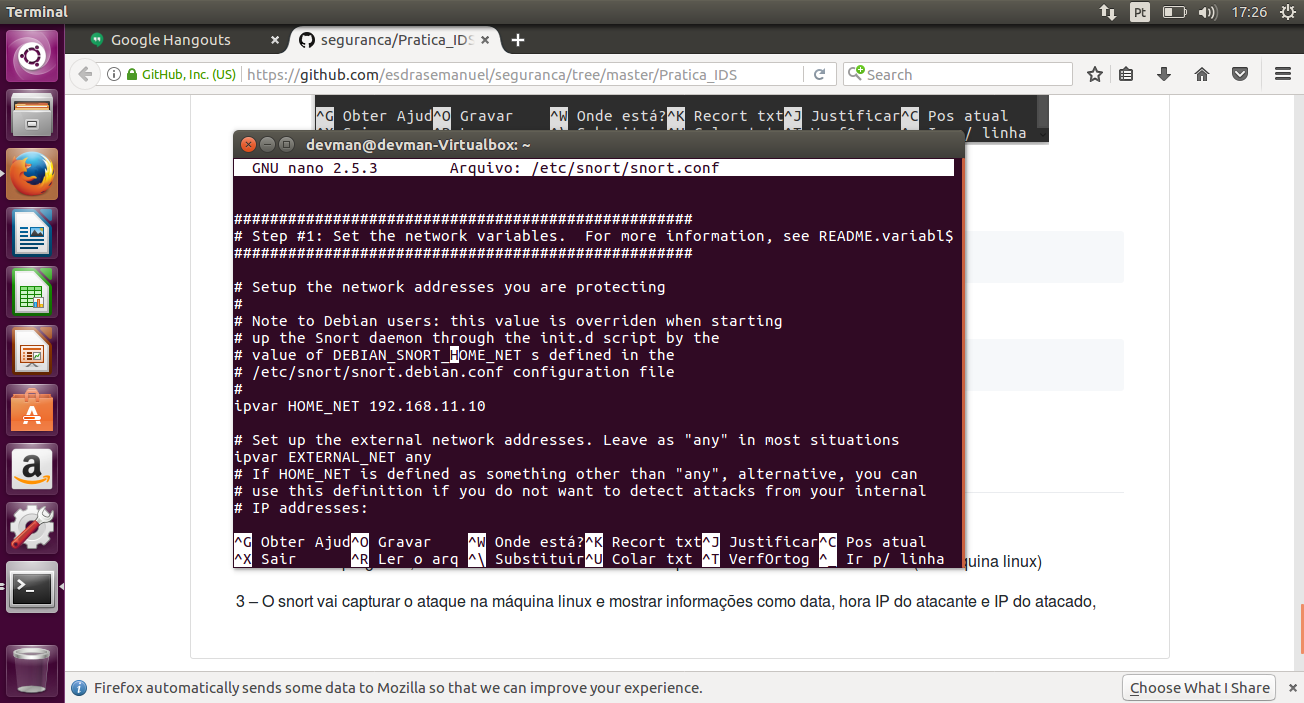 Terminal
Pt
17:26
Google Hangouts
seguranca/Pratica_IDS
GitHub, Inc. (US)
https://github.com/esdrasemanuel/seguranca/tree/master/Pratica_IDS
Search
^G Obter Ajud^O Gravar ^W Onde está?^K Recort txt^J Justificar^C Pos atual
/ linha
devman@devman-Virtualbox: ~
GNU nano 2.5.3 Arquivo: /etc/snort/snort.conf
###################################################
# Step #1: Set the network variables.  For more information, see README.variabl$
###################################################
# Setup the network addresses you are protecting
#
# Note to Debian users: this value is overriden when starting
# up the Snort daemon through the init.d script by the
# value of DEBIAN_SNORT_HOME_NET s defined in the
# /etc/snort/snort.debian.conf configuration file
#
ipvar HOME_NET 192.168.11.10
# Set up the external network addresses. Leave as "any" in most situations
ipvar EXTERNAL_NET any
# If HOME_NET is defined as something other than "any", alternative, you can
# use this definition if you do not want to detect attacks from your internal
# IP addresses:
^G Obter Ajud^O Gravar ^W Onde está?^K Recort txt^J Justificar^C Pos atual
^X Sair ^R Ler o arq ^\ Substituir^U Colar txt ^T VerfOrtog ^_ Ir p/ linha
quina linux)
3 – O snort vai capturar o ataque na máquina linux e mostrar informações como data, hora IP do atacante e IP do atacado,
Firefox automatically sends some data to Mozilla so that we can improve your experience.
Choose What I Share